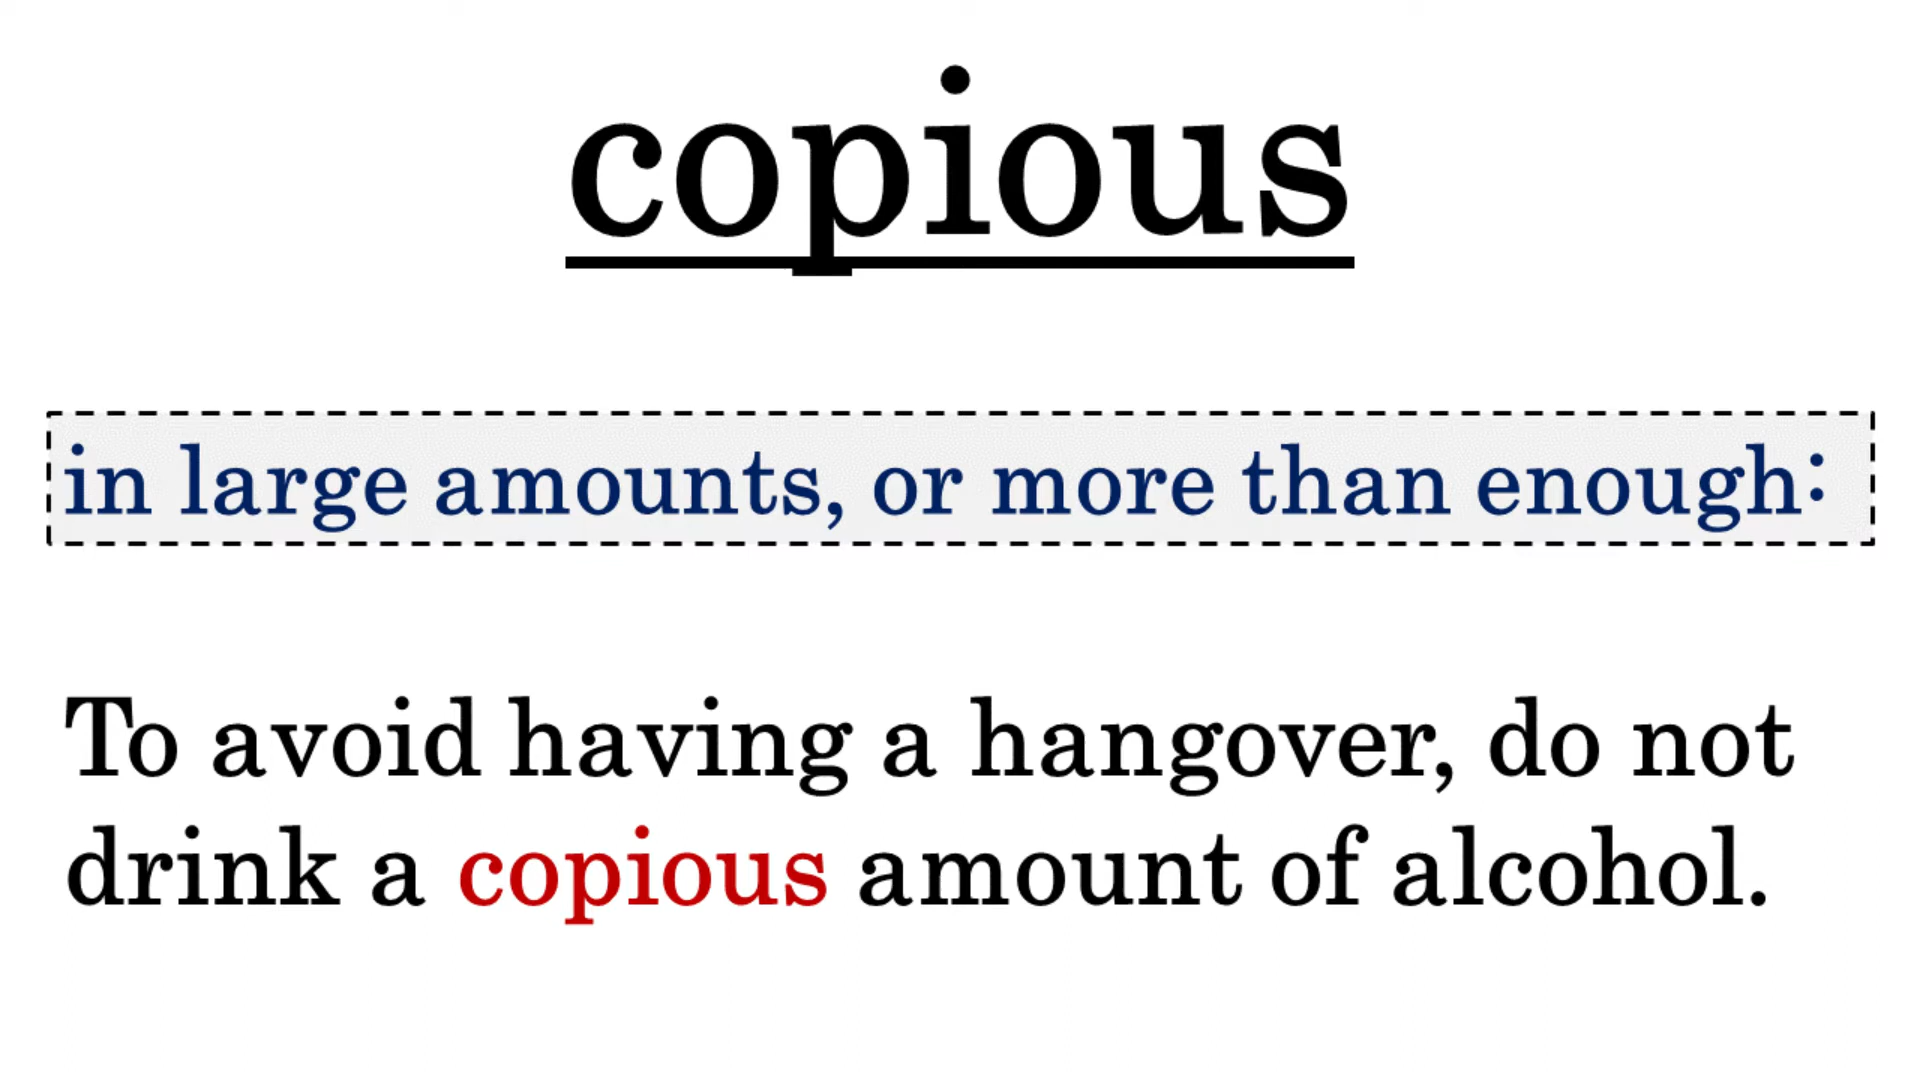 copious
in large amounts, or more than enough:
To avoid having a hangover, do not
drink a copious amount of alcohol.